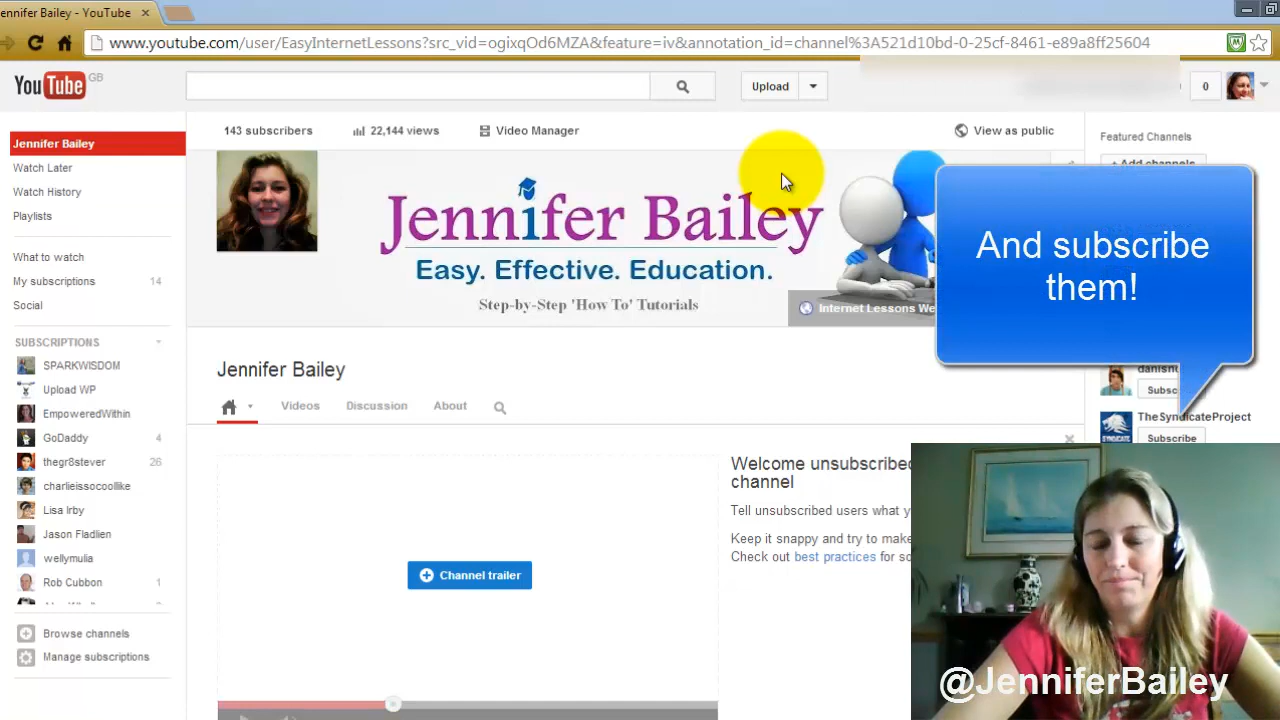 ennifer Bailey - YouTube
www.youtube.com/user/EasyInternetLessons?src_vid=ogixqOd6MZA&feature=iv&annotation_id=channel%3A521d10bd-0-25cf-8461-e89a8ff25604
YouTube GB
Upload
0
Jennifer Bailey
Watch Later
Watch History
Playlists
What to watch
My subscriptions 14
Social
SUBSCRIPTIONS
SPARKWISDOM
Upload WP
EmpoweredWithin
GoDaddy 4
thegr8stever 26
charlieissocoollike
Lisa Irby
Jason Fladlien
wellymulia
Rob Cubbon 1
Browse channels
Manage subscriptions
143 subscribers
22,144 views
Video Manager
View as public
Jennifer Bailey
Easy. Effective. Education.
Step-by-Step 'How To' Tutorials
Internet Lessons We
Jennifer Bailey
Videos
Discussion
About
Channel trailer
Welcome unsubscribed
channel
Tell unsubscribed users what y
Keep it snappy and try to make
Check out best practices for so
Featured Channels
+ Add channels
And subscribe
them!
danisn
Subsc
TheSyndicateProject
Subscribe
@JenniferBailey